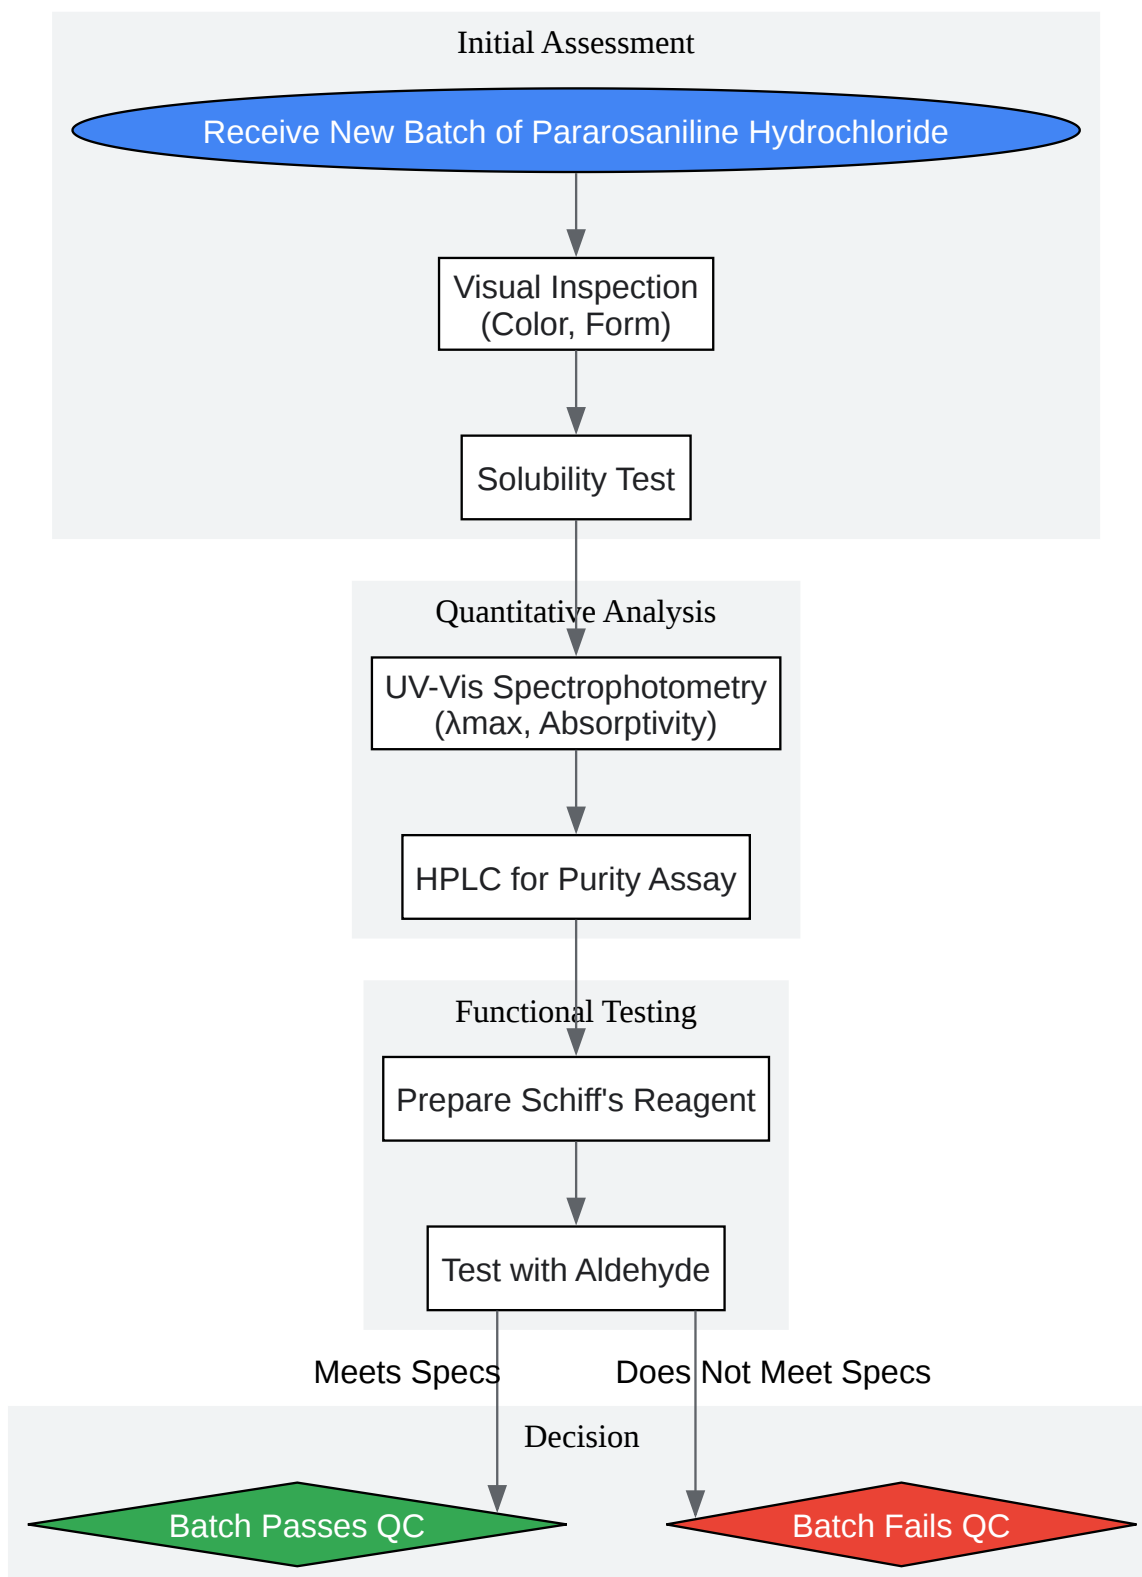 Initial Assessment
Receive New Batch of Pararosaniline Hydrochloride
Visual Inspection
(Color, Form)
Solubility Test
Quantitative Analysis
UV-Vis Spectrophotometry
(λmax, Absorptivity)
HPLC for Purity Assay
Functional Testing
Prepare Schiff's Reagent
Test with Aldehyde
Meets Specs
Does Not Meet Specs
Decision
Batch Passes QC
Batch Fails QC